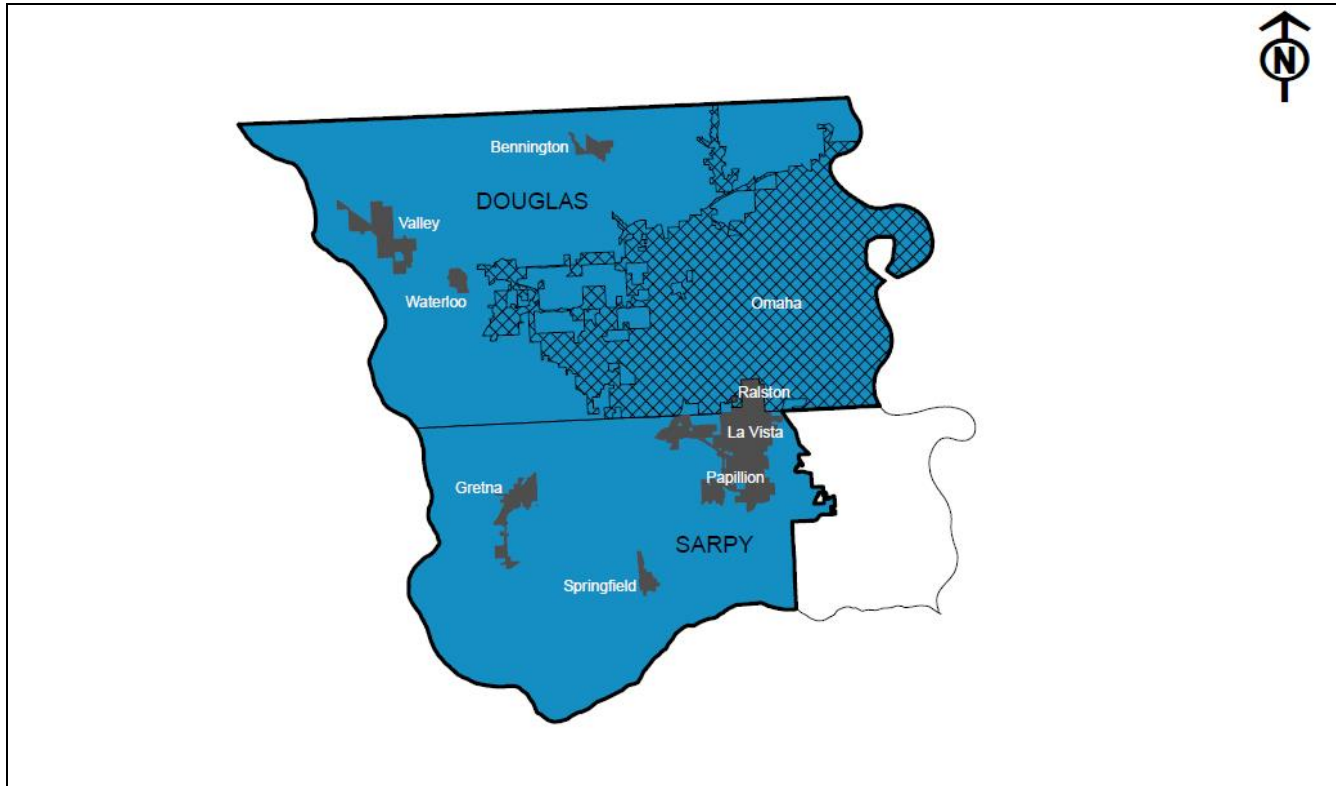 N
Bennington
DOUGLAS
Valley
Waterloo
Omaha
Ralston
La Vista
Papillion
Gretna
SARPY
Springfield